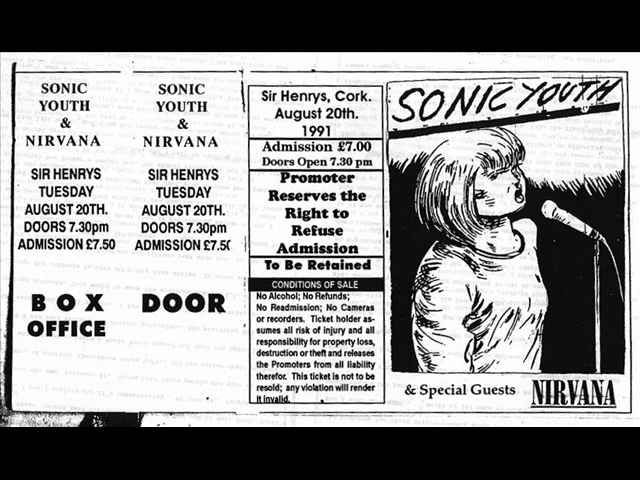 SONIC
YOUTH
&
NIRVANA
SIR HENRYS
TUESDAY
AUGUST 20TH.
DOORS 7.30pm
ADMISSION £7.50
BOX
OFFICE
SONIC
YOUTH
&
NIRVANA
SIR HENRYS
TUESDAY
AUGUST 20TH.
DOORS 7.30pm
ADMISSION £7.50
DOOR
Sir Henrys, Cork.
August 20th.
1991
Admission £7.00
Doors Open 7.30 pm
Promoter
Reserves the
Right to
Refuse
Admission
To Be Retained
CONDITIONS OF SALE
No Alcohol; No Refunds;
No Readmission; No Cameras
or recorders. Ticket holder as-
sumes all risk of injury and all
responsibility for property loss,
destruction or theft and releases
the Promoters from all liability
therefor. This ticket is not to be
resold; any violation will render
it invalid.
SONIC YOUTH
& Special Guests NIRVANA